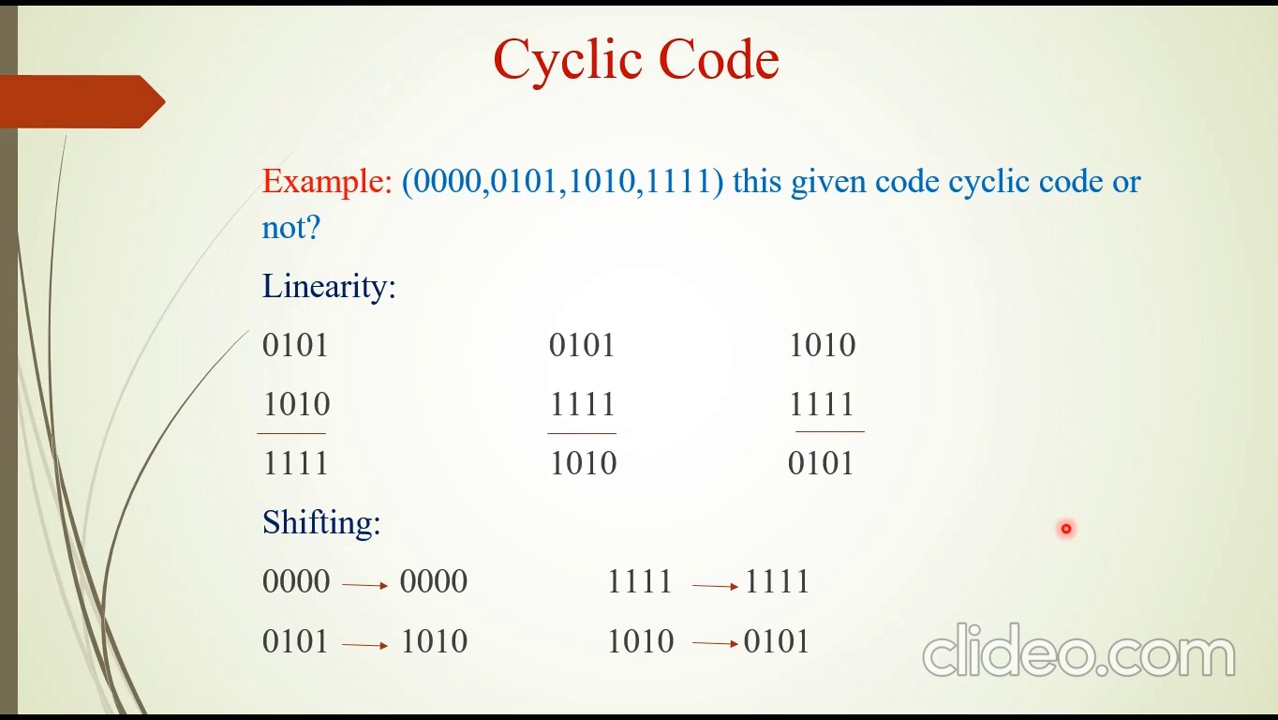 Cyclic Code
Example: (0000,0101,1010,1111) this given code cyclic code or
not?
Linearity:
0101 0101 1010
1010 1111 1111
1111 1010 0101
Shifting:
0000 0000 1111 1111
0101 1010 1010 0101
clideo.com